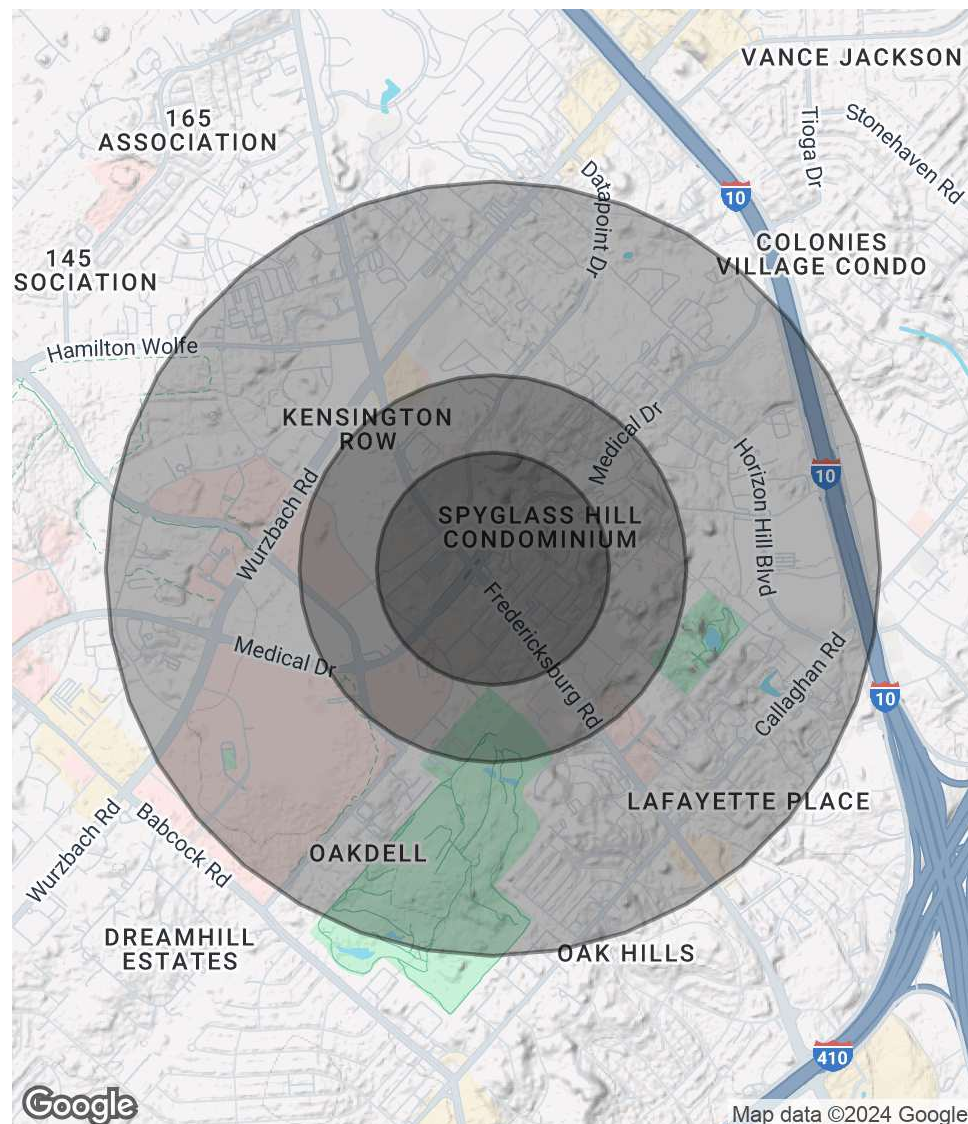 VANCE JACKSON
165
ASSOCIATION
Tioga Dr
Stonehaven Rd
Datapoint Dr
10
COLONIES
VILLAGE CONDO
145
SOCIATION
Hamilton Wolfe
KENSINGTON
ROW
Medical Dr
Horizon Hill Blvd
10
Wurzbach Rd
SPYGLASS HILL
CONDOMINIUM
Fredericksburg Rd
Medical Dr
Callaghan Rd
10
LAFAYETTE PLACE
Wurzbach Rd
Babcock Rd
OAKDELL
DREAMHILL
ESTATES
OAK HILLS
410
Google
Map data ©2024 Google